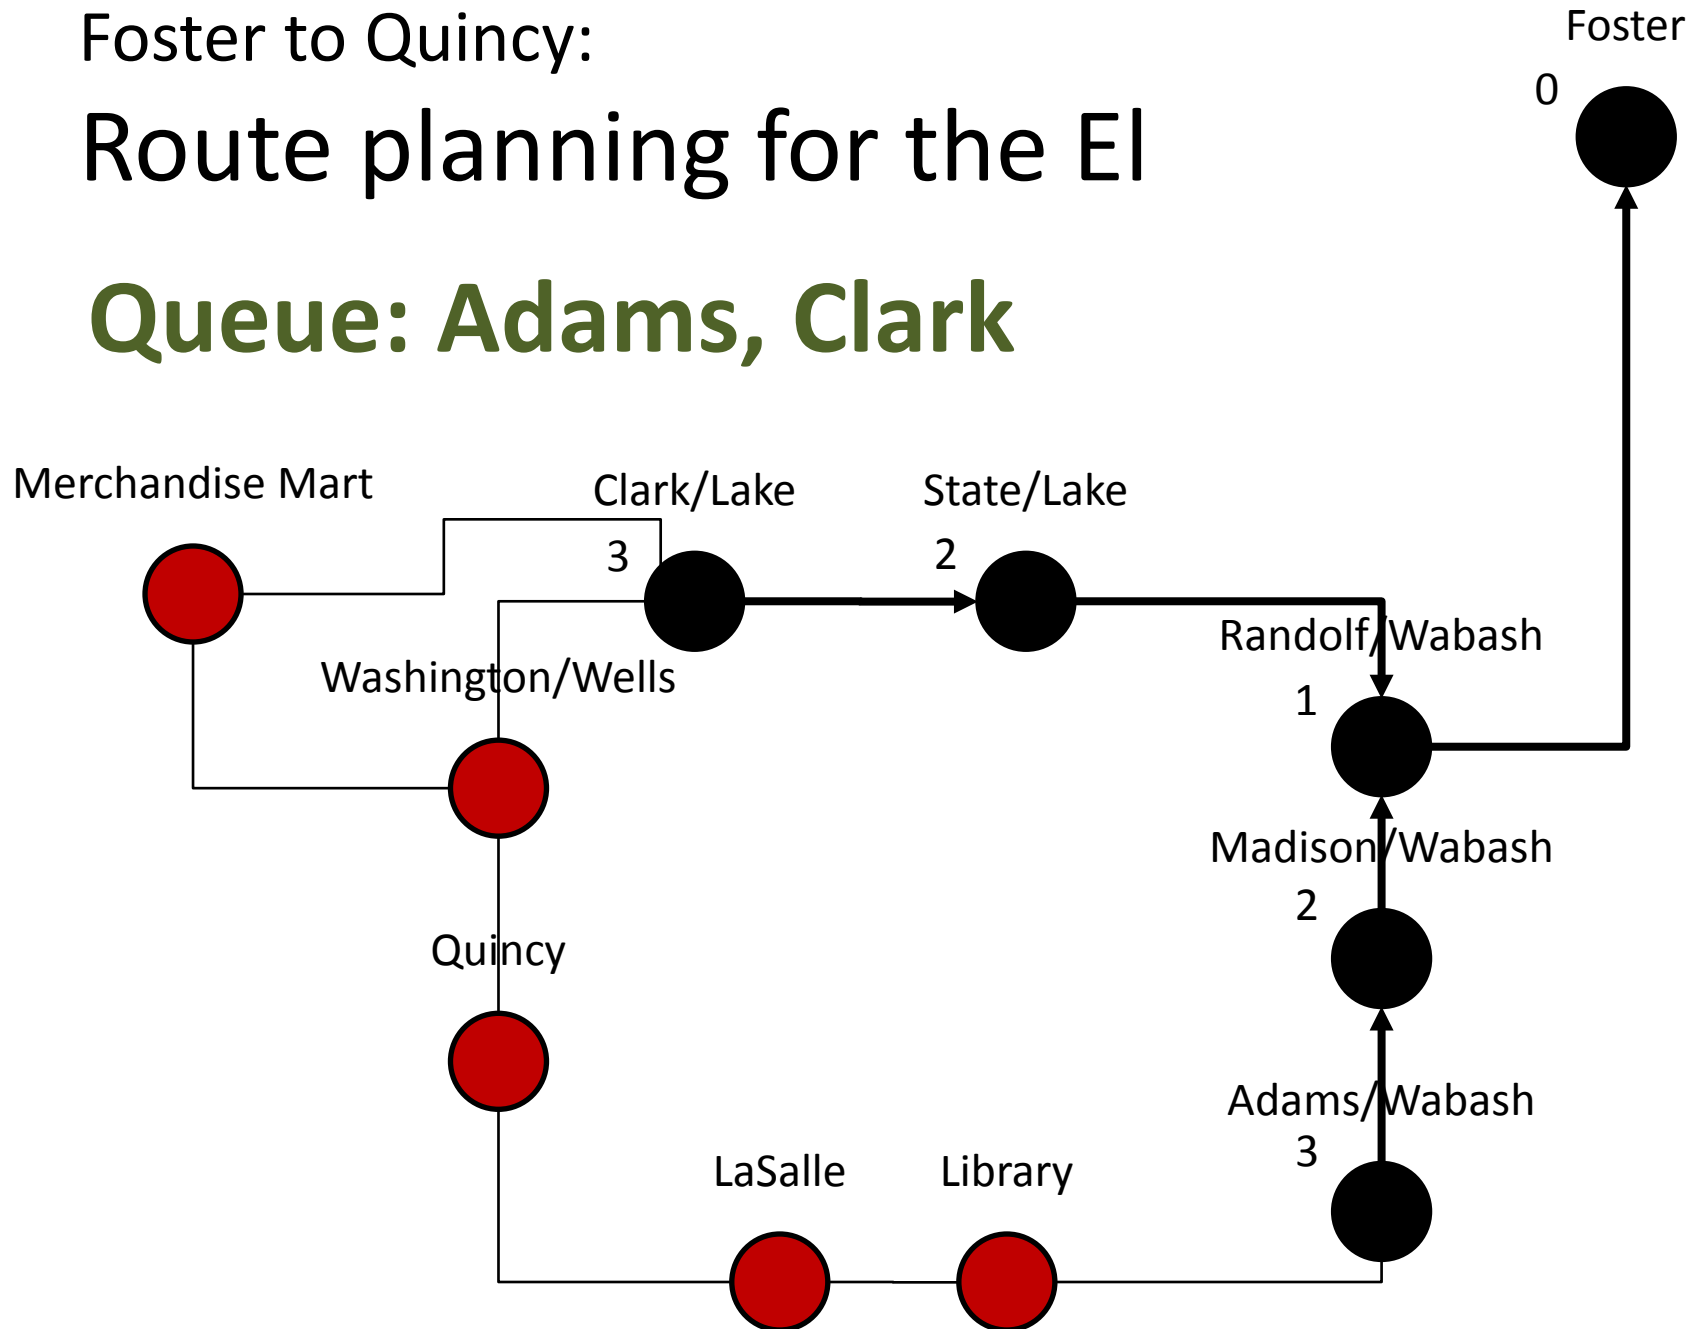 Foster to Quincy:
Route planning for the El
Foster
0
Queue: Adams, Clark
Merchandise Mart
Clark/Lake
State/Lake
3
2
Randolf/Wabash
Washington/Wells
1
Madison/Wabash
2
Quincy
Adams/Wabash
3
LaSalle
Library